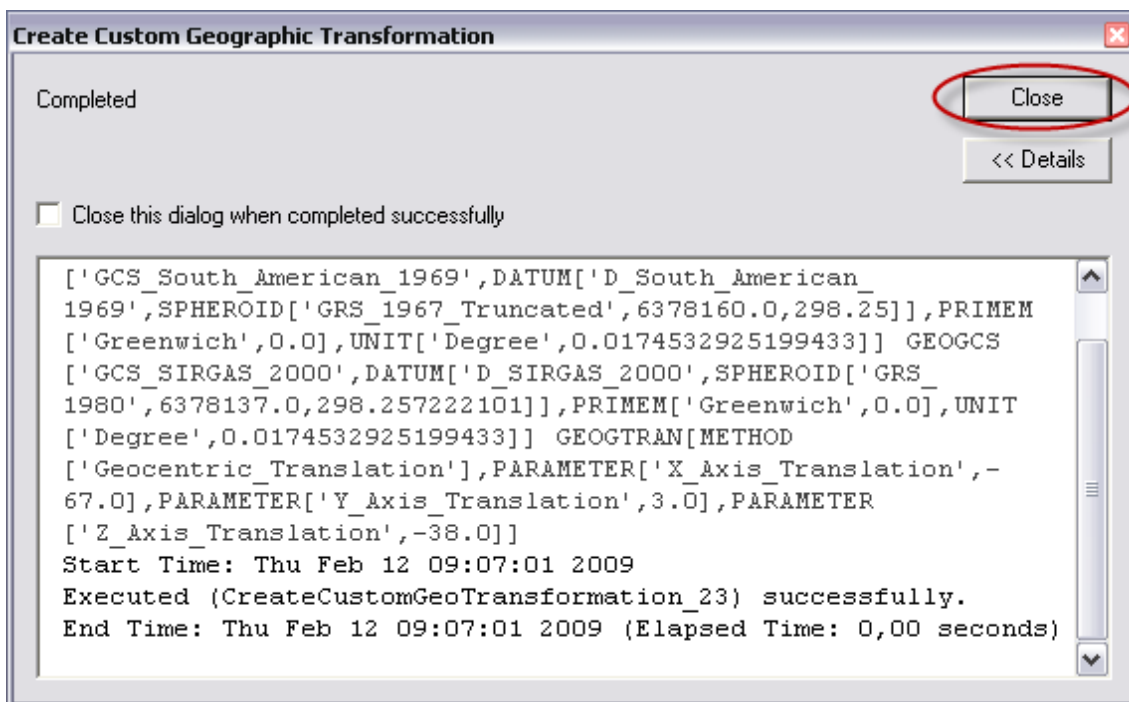 Create Custom Geographic Transformation
Completed
Close
<< Details
Close this dialog when completed successfully
['GCS_South_American_1969',DATUM['D_South_American_
1969',SPHEROID['GRS_1967_Truncated',6378160.0,298.25]],PRIMEM
['Greenwich',0.0],UNIT['Degree',0.0174532925199433]] GEOGCS
['GCS_SIRGAS_2000',DATUM['D_SIRGAS_2000',SPHEROID['GRS_
1980',6378137.0,298.257222101]],PRIMEM['Greenwich',0.0],UNIT
['Degree',0.0174532925199433]] GEOGTRAN[METHOD
['Geocentric_Translation'],PARAMETER['X_Axis_Translation',-
67.0],PARAMETER['Y_Axis_Translation',3.0],PARAMETER
['Z_Axis_Translation',-38.0]]
Start Time: Thu Feb 12 09:07:01 2009
Executed (CreateCustomGeoTransformation_23) successfully.
End Time: Thu Feb 12 09:07:01 2009 (Elapsed Time: 0,00 seconds)